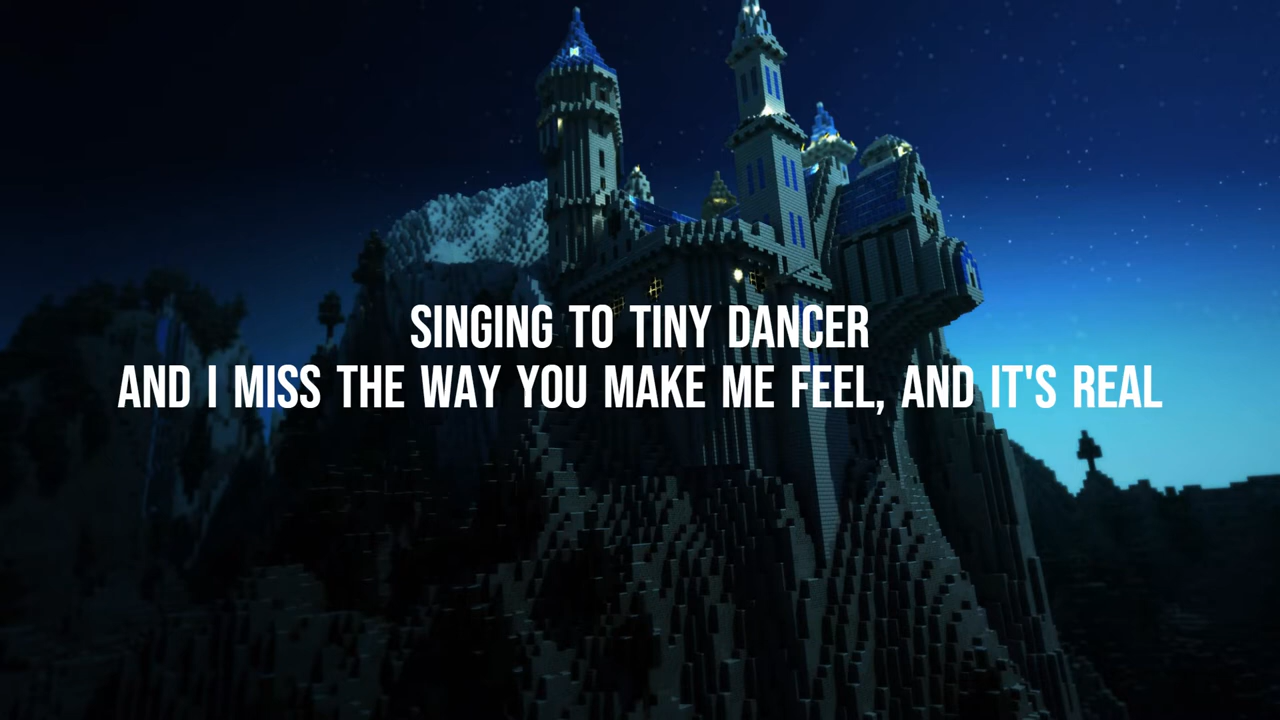 SINGING TO TINY DANCER
AND I MISS THE WAY YOU MAKE ME FEEL, AND IT'S REAL